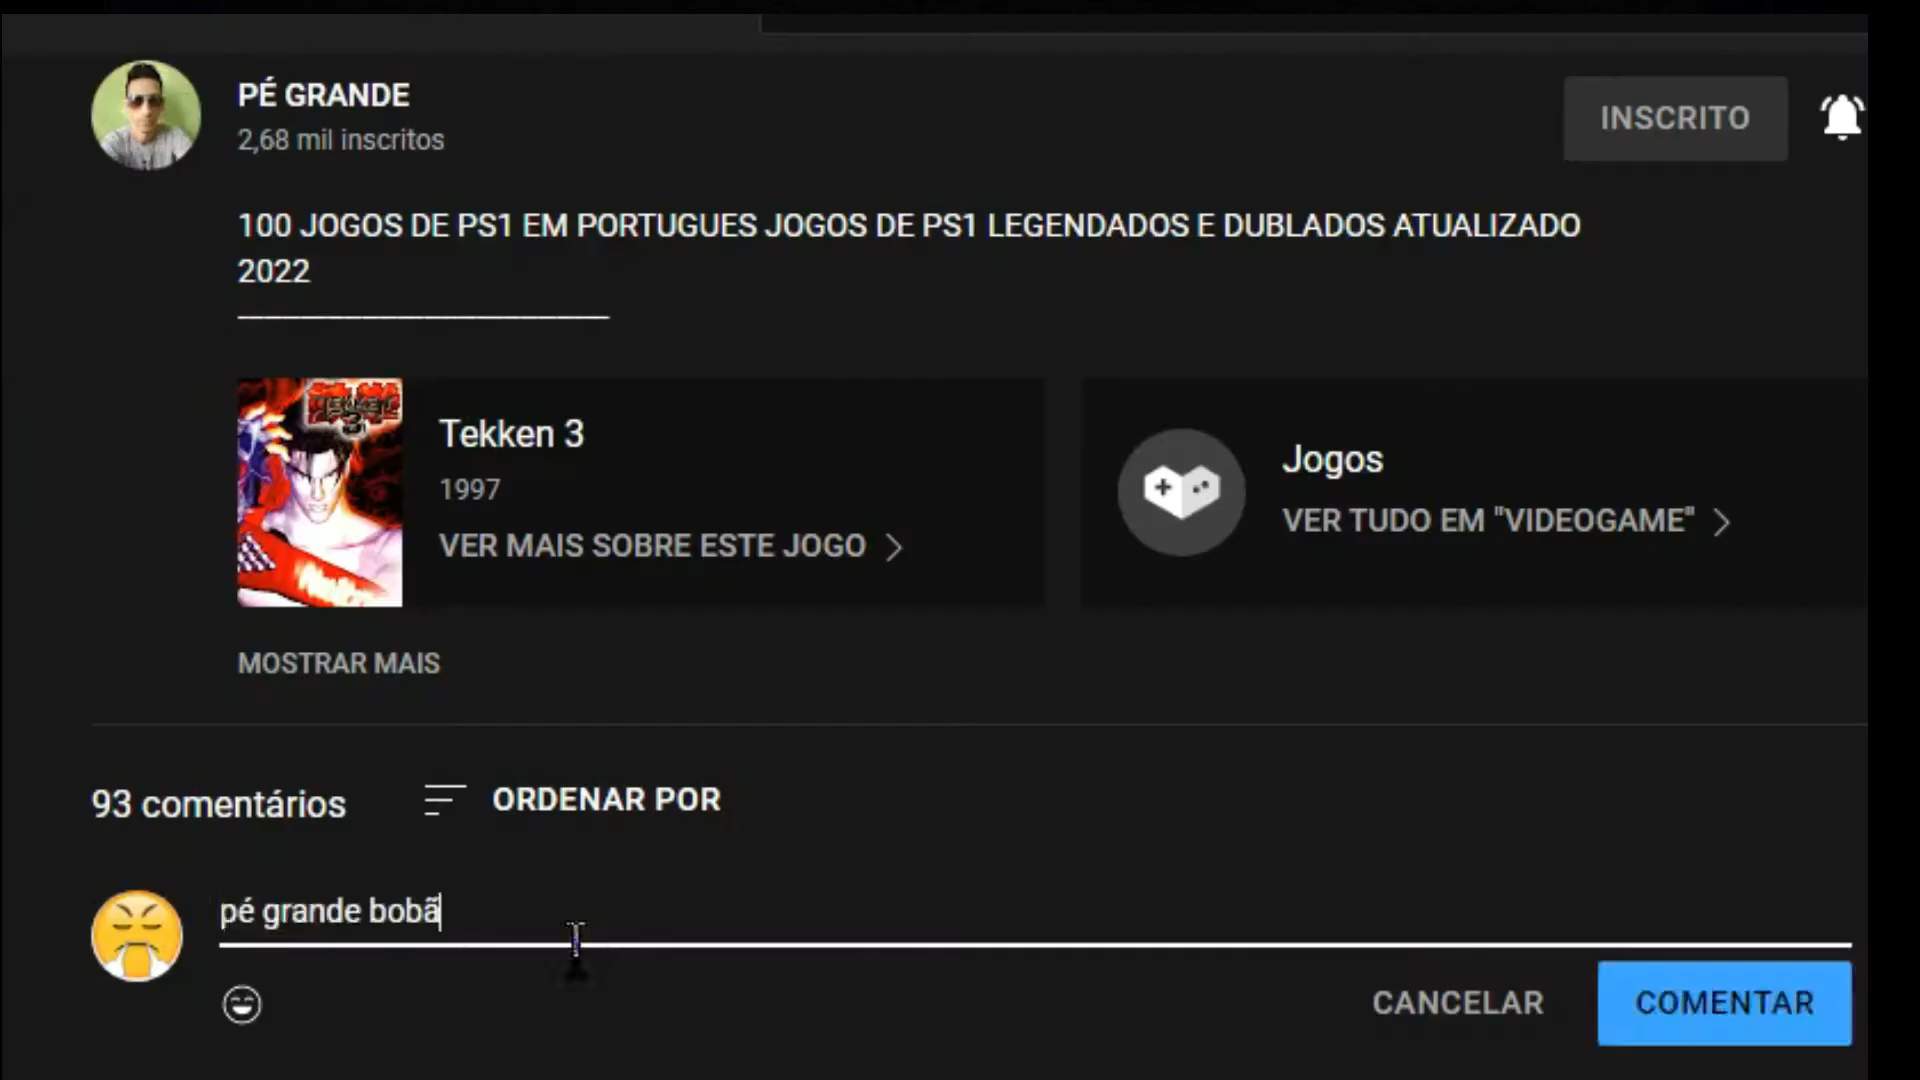 PÉ GRANDE
2,68 mil inscritos
INSCRITO
100 JOGOS DE PS1 EM PORTUGUES JOGOS DE PS1 LEGENDADOS E DUBLADOS ATUALIZADO
2022
TEKKEN
3
Tekken 3
1997
VER MAIS SOBRE ESTE JOGO
Jogos
VER TUDO EM "VIDEOGAME"
MOSTRAR MAIS
93 comentários
ORDENAR POR
pé grande bobã
CANCELAR
COMENTAR